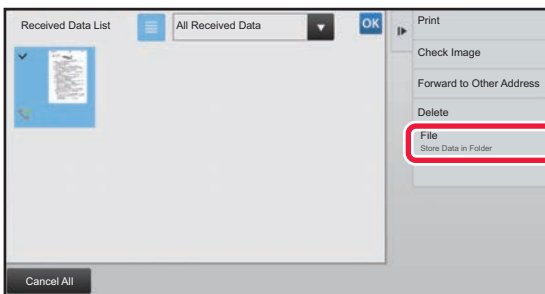 Received Data List
All Received Data
OK
Print
Check Image
Forward to Other Address
Delete
File
Store Data in Folder
Cancel All